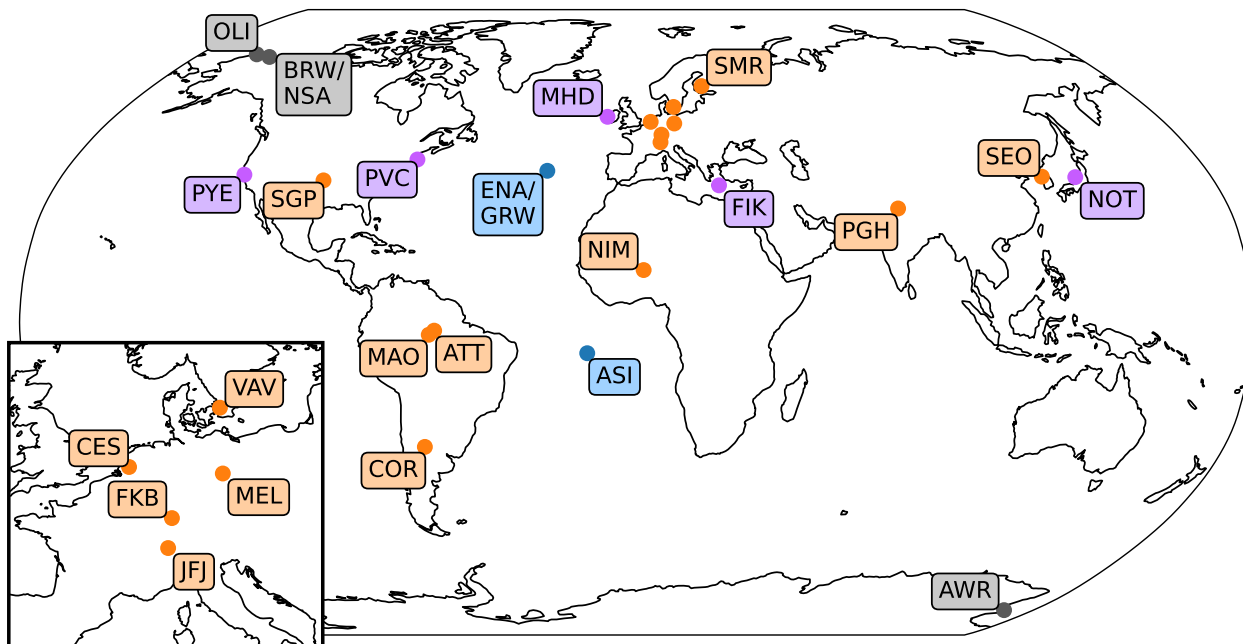 OLI
BRW/
NSA
SMR
MHD
SEO
PYE
SGP
PVC
ENA/
GRW
FIK
NOT
NIM
PGH
MAO
ATT
ASI
VAV
CES
COR
FKB
MEL
JFJ
AWR